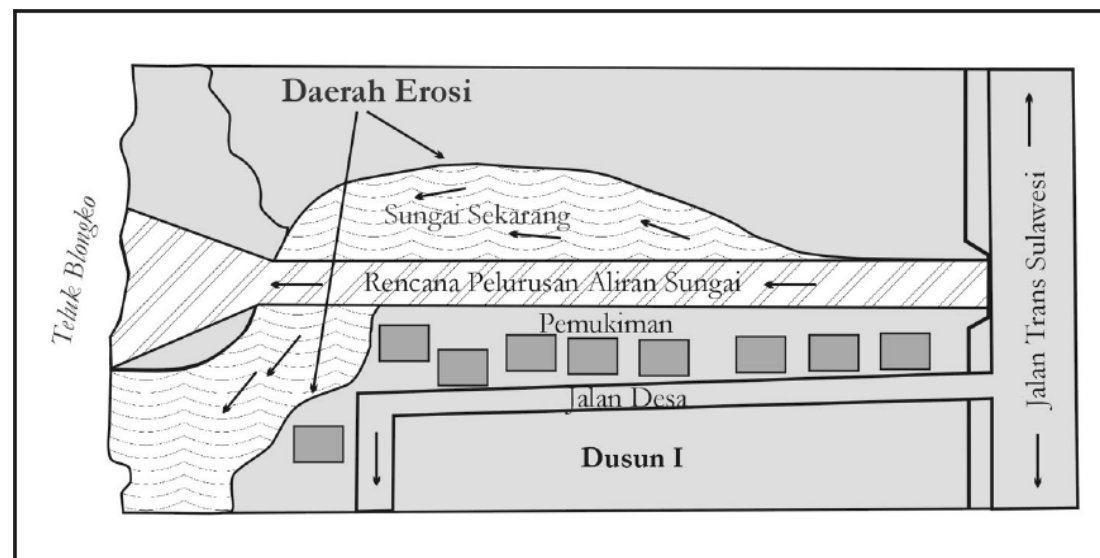 Daerah Erosi
Sungai Sekarang
Teluk Blongko
Rencana Pelurusan Aliran Sungai
Pemukiman
Jalan Desa
Dusun I
Jalan Trans Sulawesi